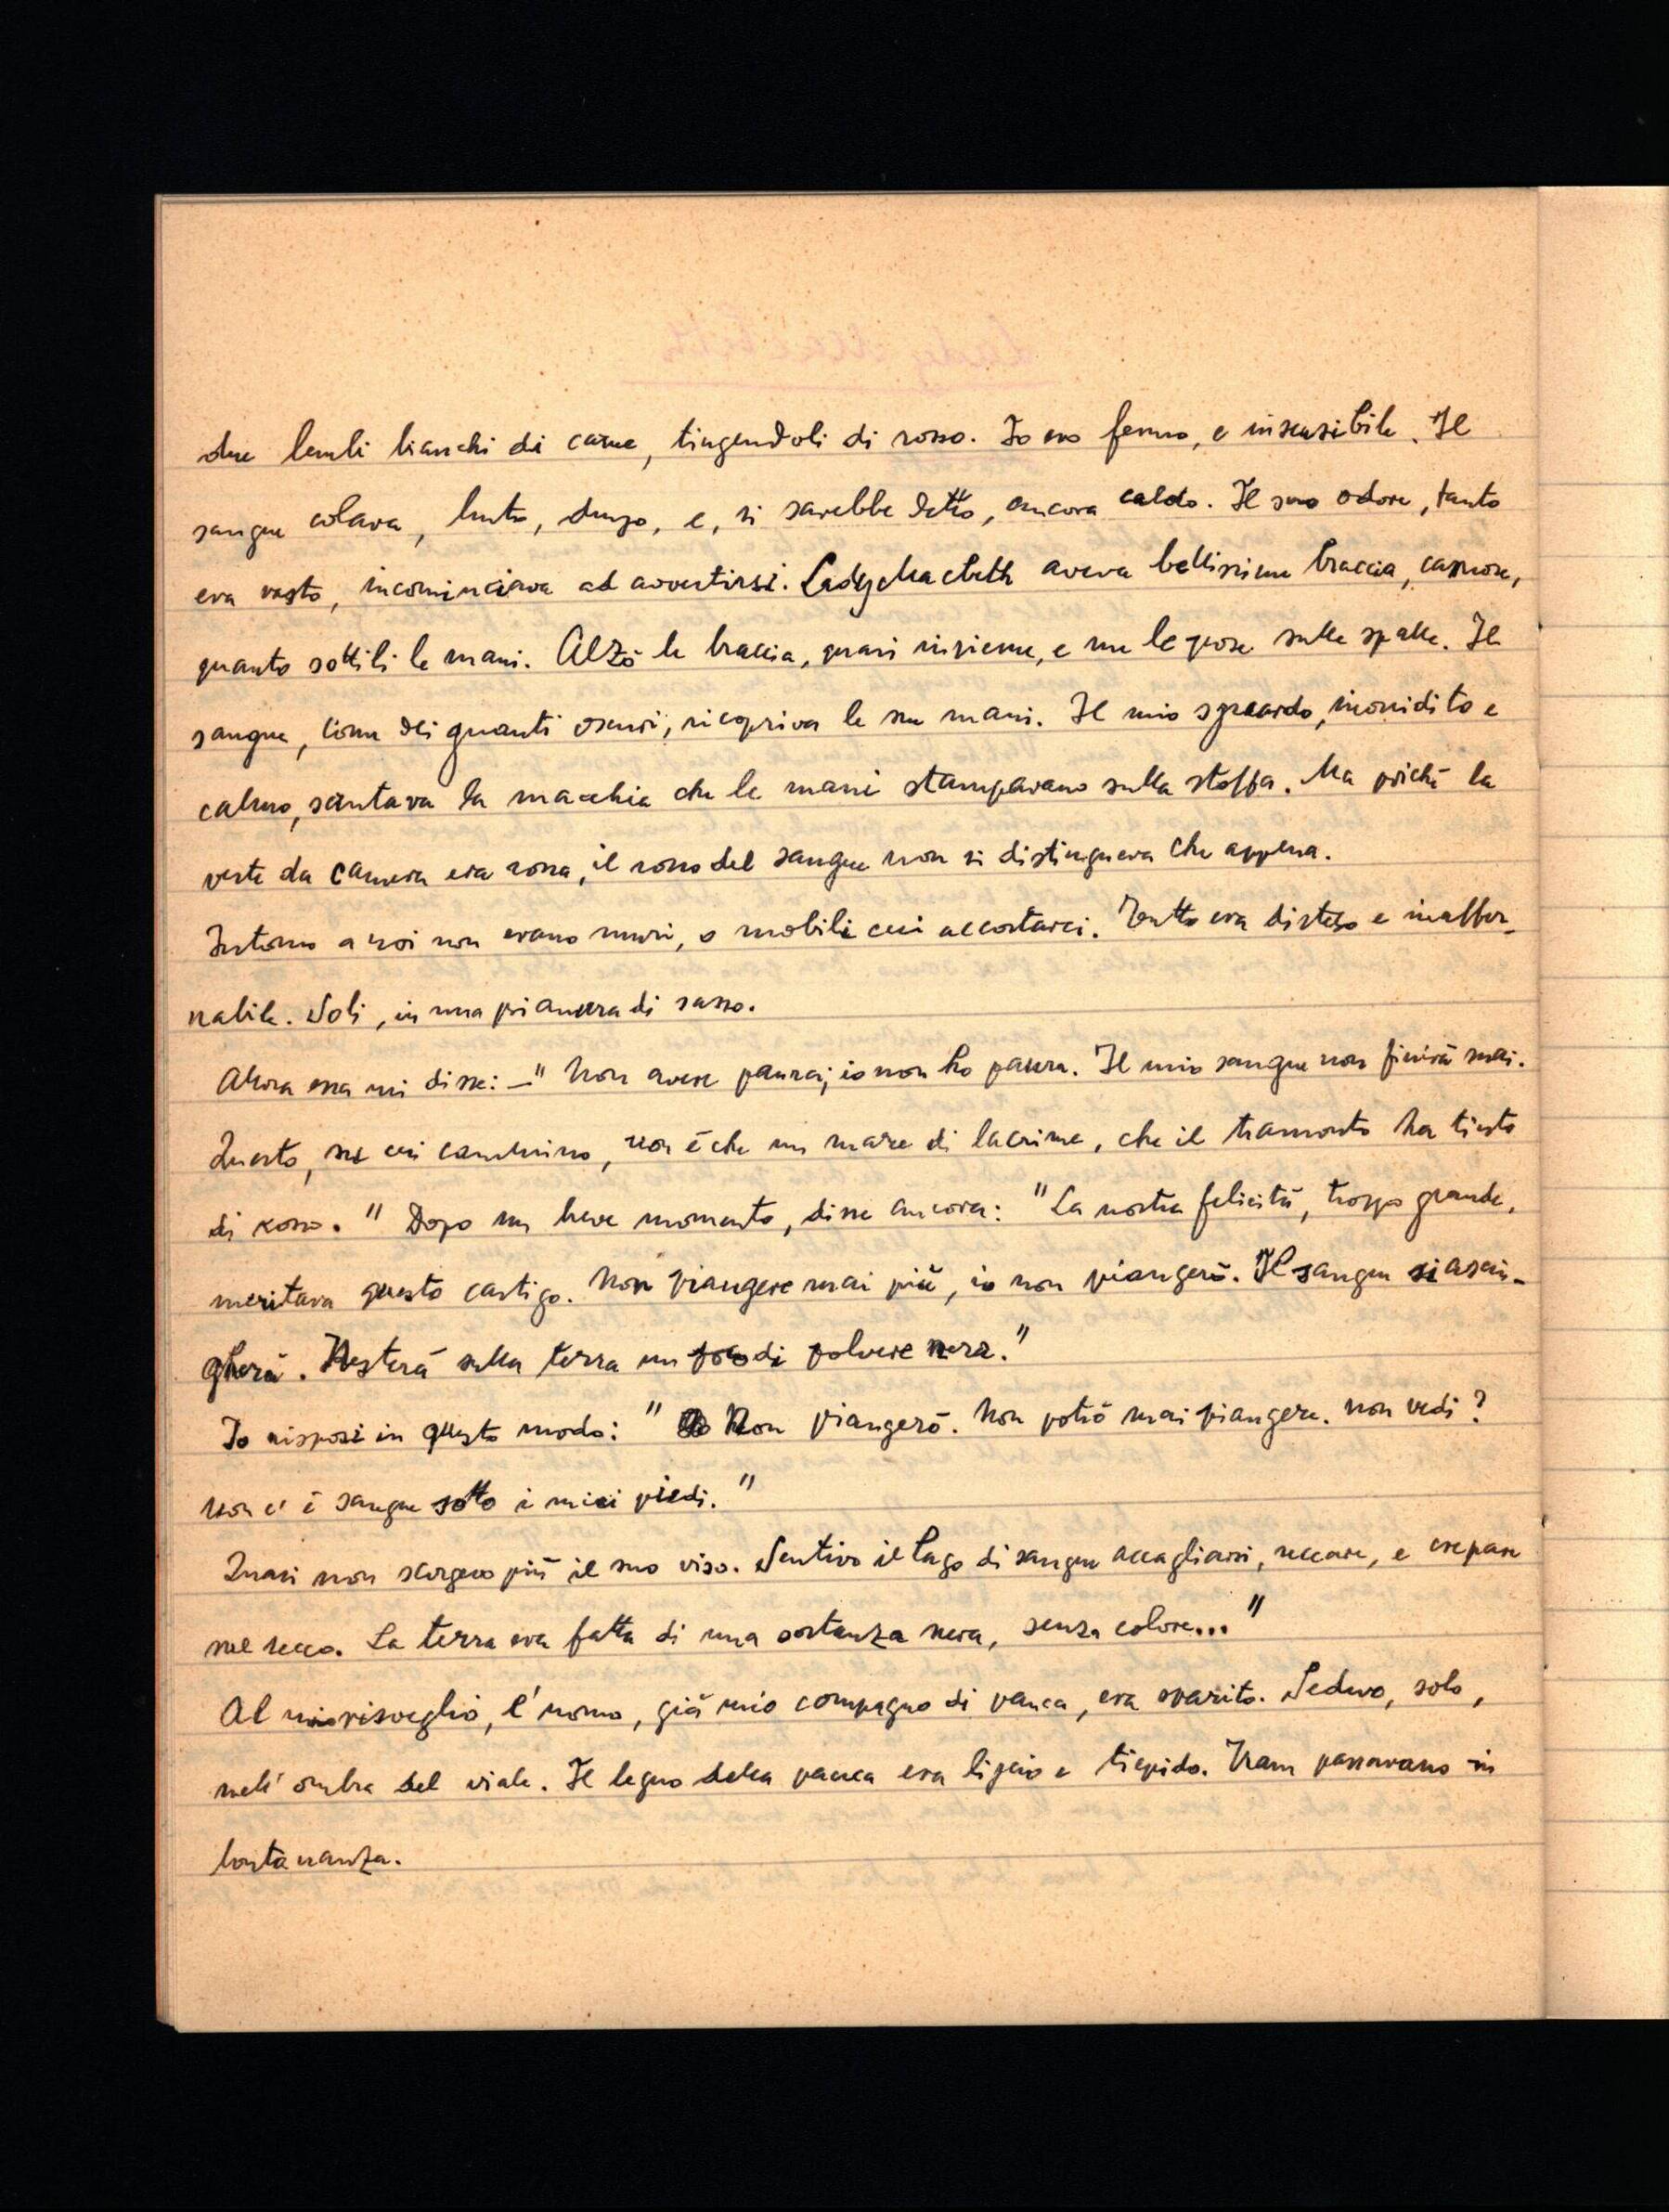 due lembi bianchi di carne, tingendoli di rosso. Io ero fermo, e insensibile. Il
sangue colava, lento, denso, e, si sarebbe detto, ancora caldo. Il suo odore, tanto
era vasto, incominciava ad avvertirsi. Lady Macbeth aveva bellissime braccia, carnose,
quanto sottili le mani. Alzò le braccia, quasi insieme, e me le pose sulle spalle. Il
sangue, come dei guanti oscuri, ricopriva le sue mani. Il mio sguardo, inorridito e
calmo, scrutava la macchia che le mani stampavano sulla stoffa. Ma poichè la
veste da camera era rossa, il rosso del sangue non si distingueva che appena.
Intorno a noi non erano muri, o mobili cui accostarci. Tutto era disteso e inaffer-
rabile. Soli, in una pianura di sasso.
Allora essa mi disse: – " Non avere paura; io non ho paura. Il mio sangue non finirà mai.
Questo, su cui cammino, non è che un mare di lacrime, che il tramonto ha tinto
di rosso. " Dopo un breve momento, disse ancora: " La nostra felicità, troppo grande,
meritava questo castigo. Non piangere mai più, io non piangerò. Il sangue si asciu-
gherà. Resterà sulla terra un poco di polvere nera."
Io risposi in questo modo: " Non piangerò. Non potrò mai piangere. Non vedi?
Non c'è sangue sotto i miei piedi. "
Quasi non scorgevo più il suo viso. Sentivo il lago di sangue accagliarsi, seccare, e crepare
nel secco. La terra era fatta di una sostanza nera, senza colore... "
Al mio risveglio, l'uomo, già mio compagno di panca, era sparito. Sedevo, solo,
nell'ombra del viale. Il legno della panca era liscio e tiepido. Tram passavano in
lontananza.
Lady Macbeth